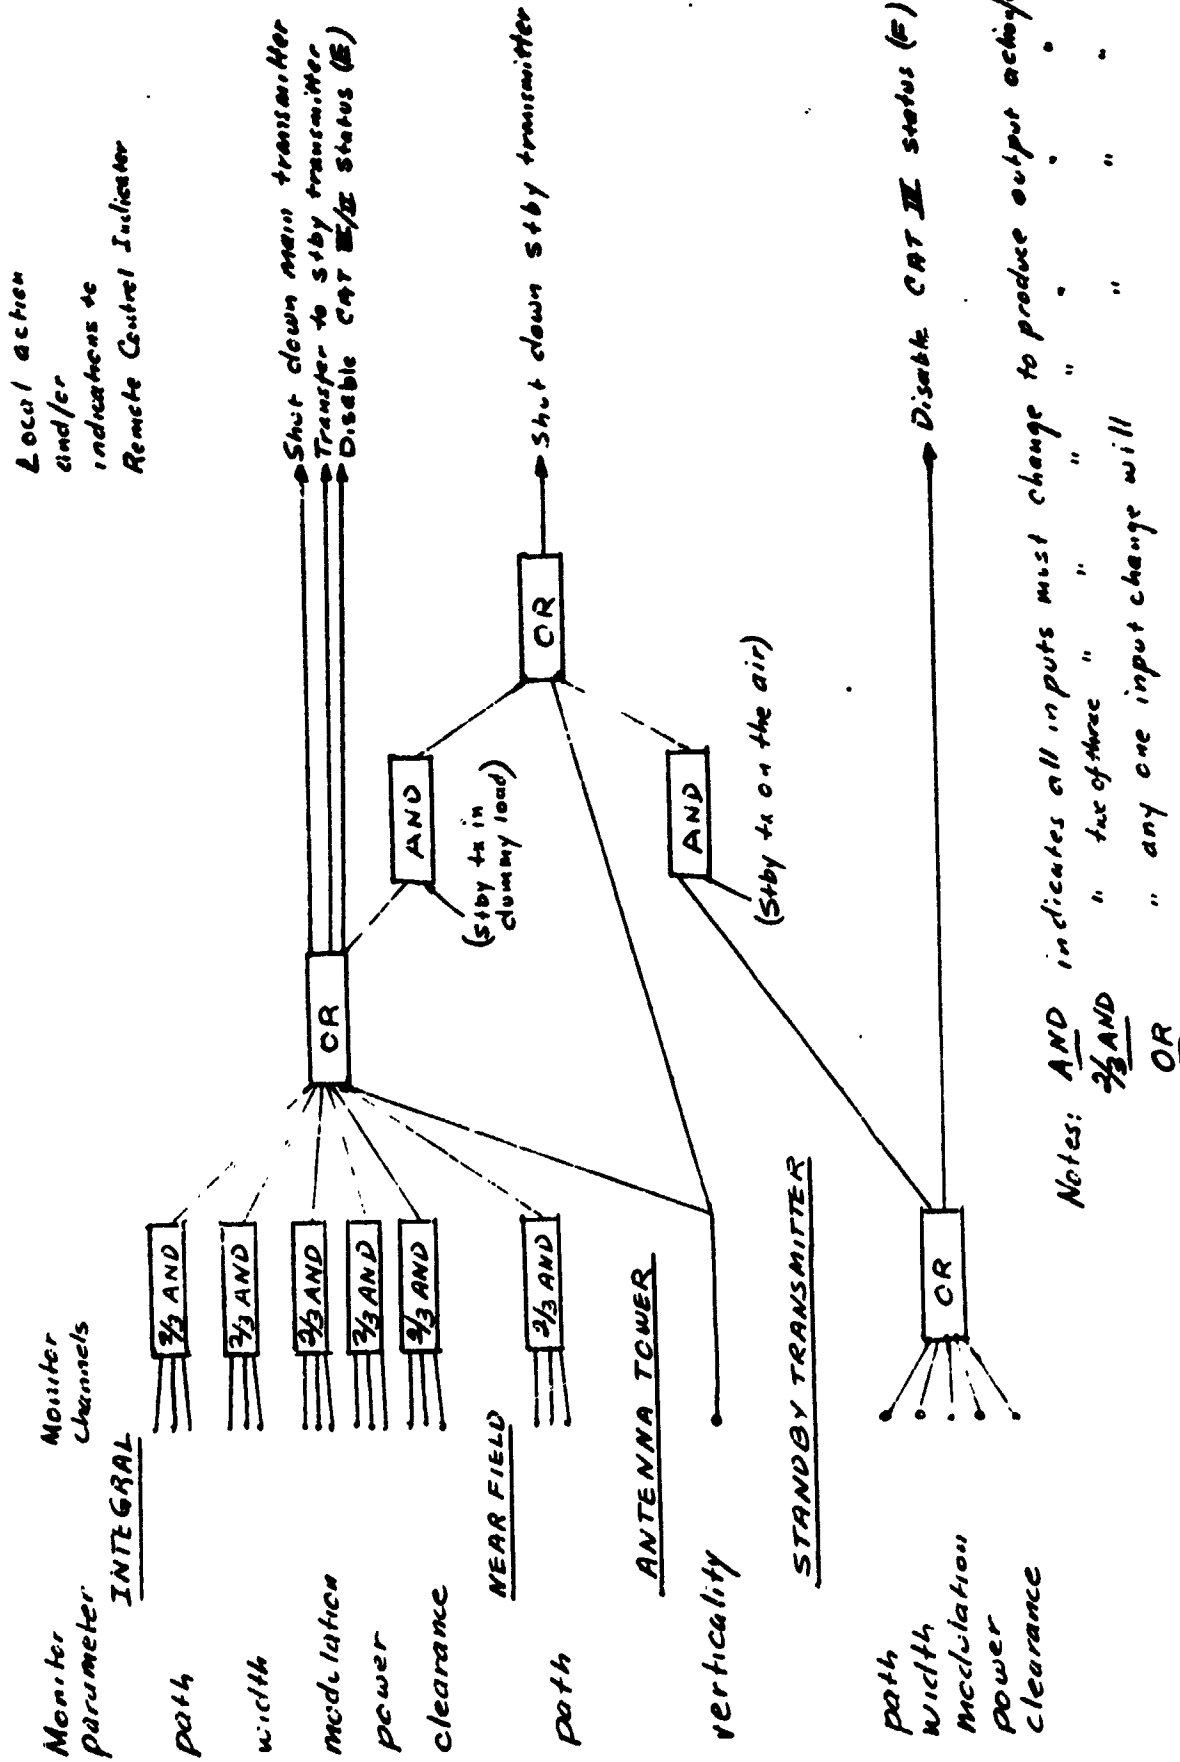 Monitor parameter
Monitor channels
Local action
and/or
indications to
Remote Control Indicator
INTEGRAL
path
2/3 AND
width
2/3 AND
modulation
2/3 AND
power
2/3 AND
clearance
2/3 AND
OR
Shut down main transmitter
Transfer to stby transmitter
Disable CAT III/II status (E)
AND
(stby tx in
dummy load)
NEAR FIELD
path
2/3 AND
OR
Shut down stby transmitter
ANTENNA TOWER
verticality
AND
(Stby tx on the air)
STANDBY TRANSMITTER
path
width
modulation
power
clearance
OR
Disable CAT III status (F)
Notes: AND indicates all inputs must change to produce output action
2/3 AND " two of three " " " " " " "
OR " any one input change will " " "